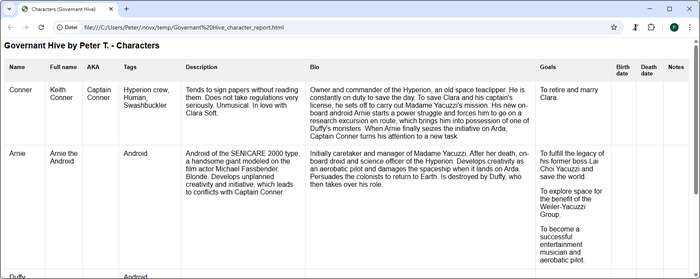 Characters (Governant Hive)
Datei
file:///C:/Users/Peter/.novx/temp/Governant%20Hive_character_report.html
P
Governant Hive by Peter T. - Characters
Name Full name AKA Tags Description Bio Goals Birth date Death date Notes
Conner
Keith
Conner
Captain
Conner
Hyperion crew,
Human,
Swashbuckler
Tends to sign papers without reading
them. Does not take regulations very
seriously. Unmusical. In love with
Clara Soft.
Owner and commander of the Hyperion, an old space teaclipper. He is
constantly on duty to save the day. To save Clara and his captain's
license, he sets off to carry out Madame Yacuzzi's mission. His new on-
board android Arnie starts a power struggle and forces him to go on a
research excursion en route, which brings him into possession of one of
Duffy's monsters. When Arnie finally seizes the initiative on Arda,
Captain Conner turns his attention to a new task.
To retire and marry
Clara.
Arnie
Arnie the
Android
Android
Android of the SENICARE 2000 type,
a handsome giant modeled on the
film actor Michael Fassbender.
Blonde. Develops unplanned
creativity and initiative, which leads
to conflicts with Captain Conner.
Initially caretaker and manager of Madame Yacuzzi. After her death, on-
board droid and science officer of the Hyperion. Develops creativity as
an aerobatic pilot and damages the spaceship when it lands on Arda.
Persuades the colonists to return to Earth. Is destroyed by Duffy, who
then takes over his role.
To fulfill the legacy of
his former boss Lai
Choi Yacuzzi and
save the world.
To explore space for
the benefit of the
Weiler-Yacuzzi
Group.
To become a
successful
entertainment
musician and
aerobatic pilot.
Duffy
Android